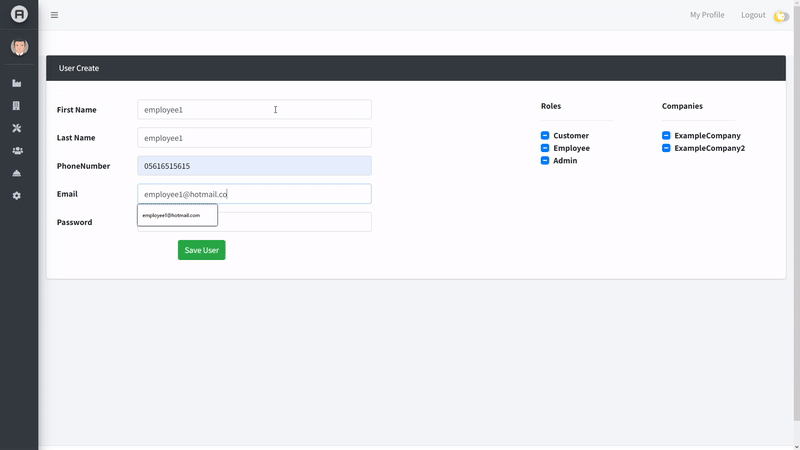 My Profile
Logout
User Create
First Name
employee1
Last Name
employee1
PhoneNumber
05616515615
Email
employee1@hotmail.co
employee1@hotmail.com
Password
Save User
Roles
Customer
Employee
Admin
Companies
ExampleCompany
ExampleCompany2